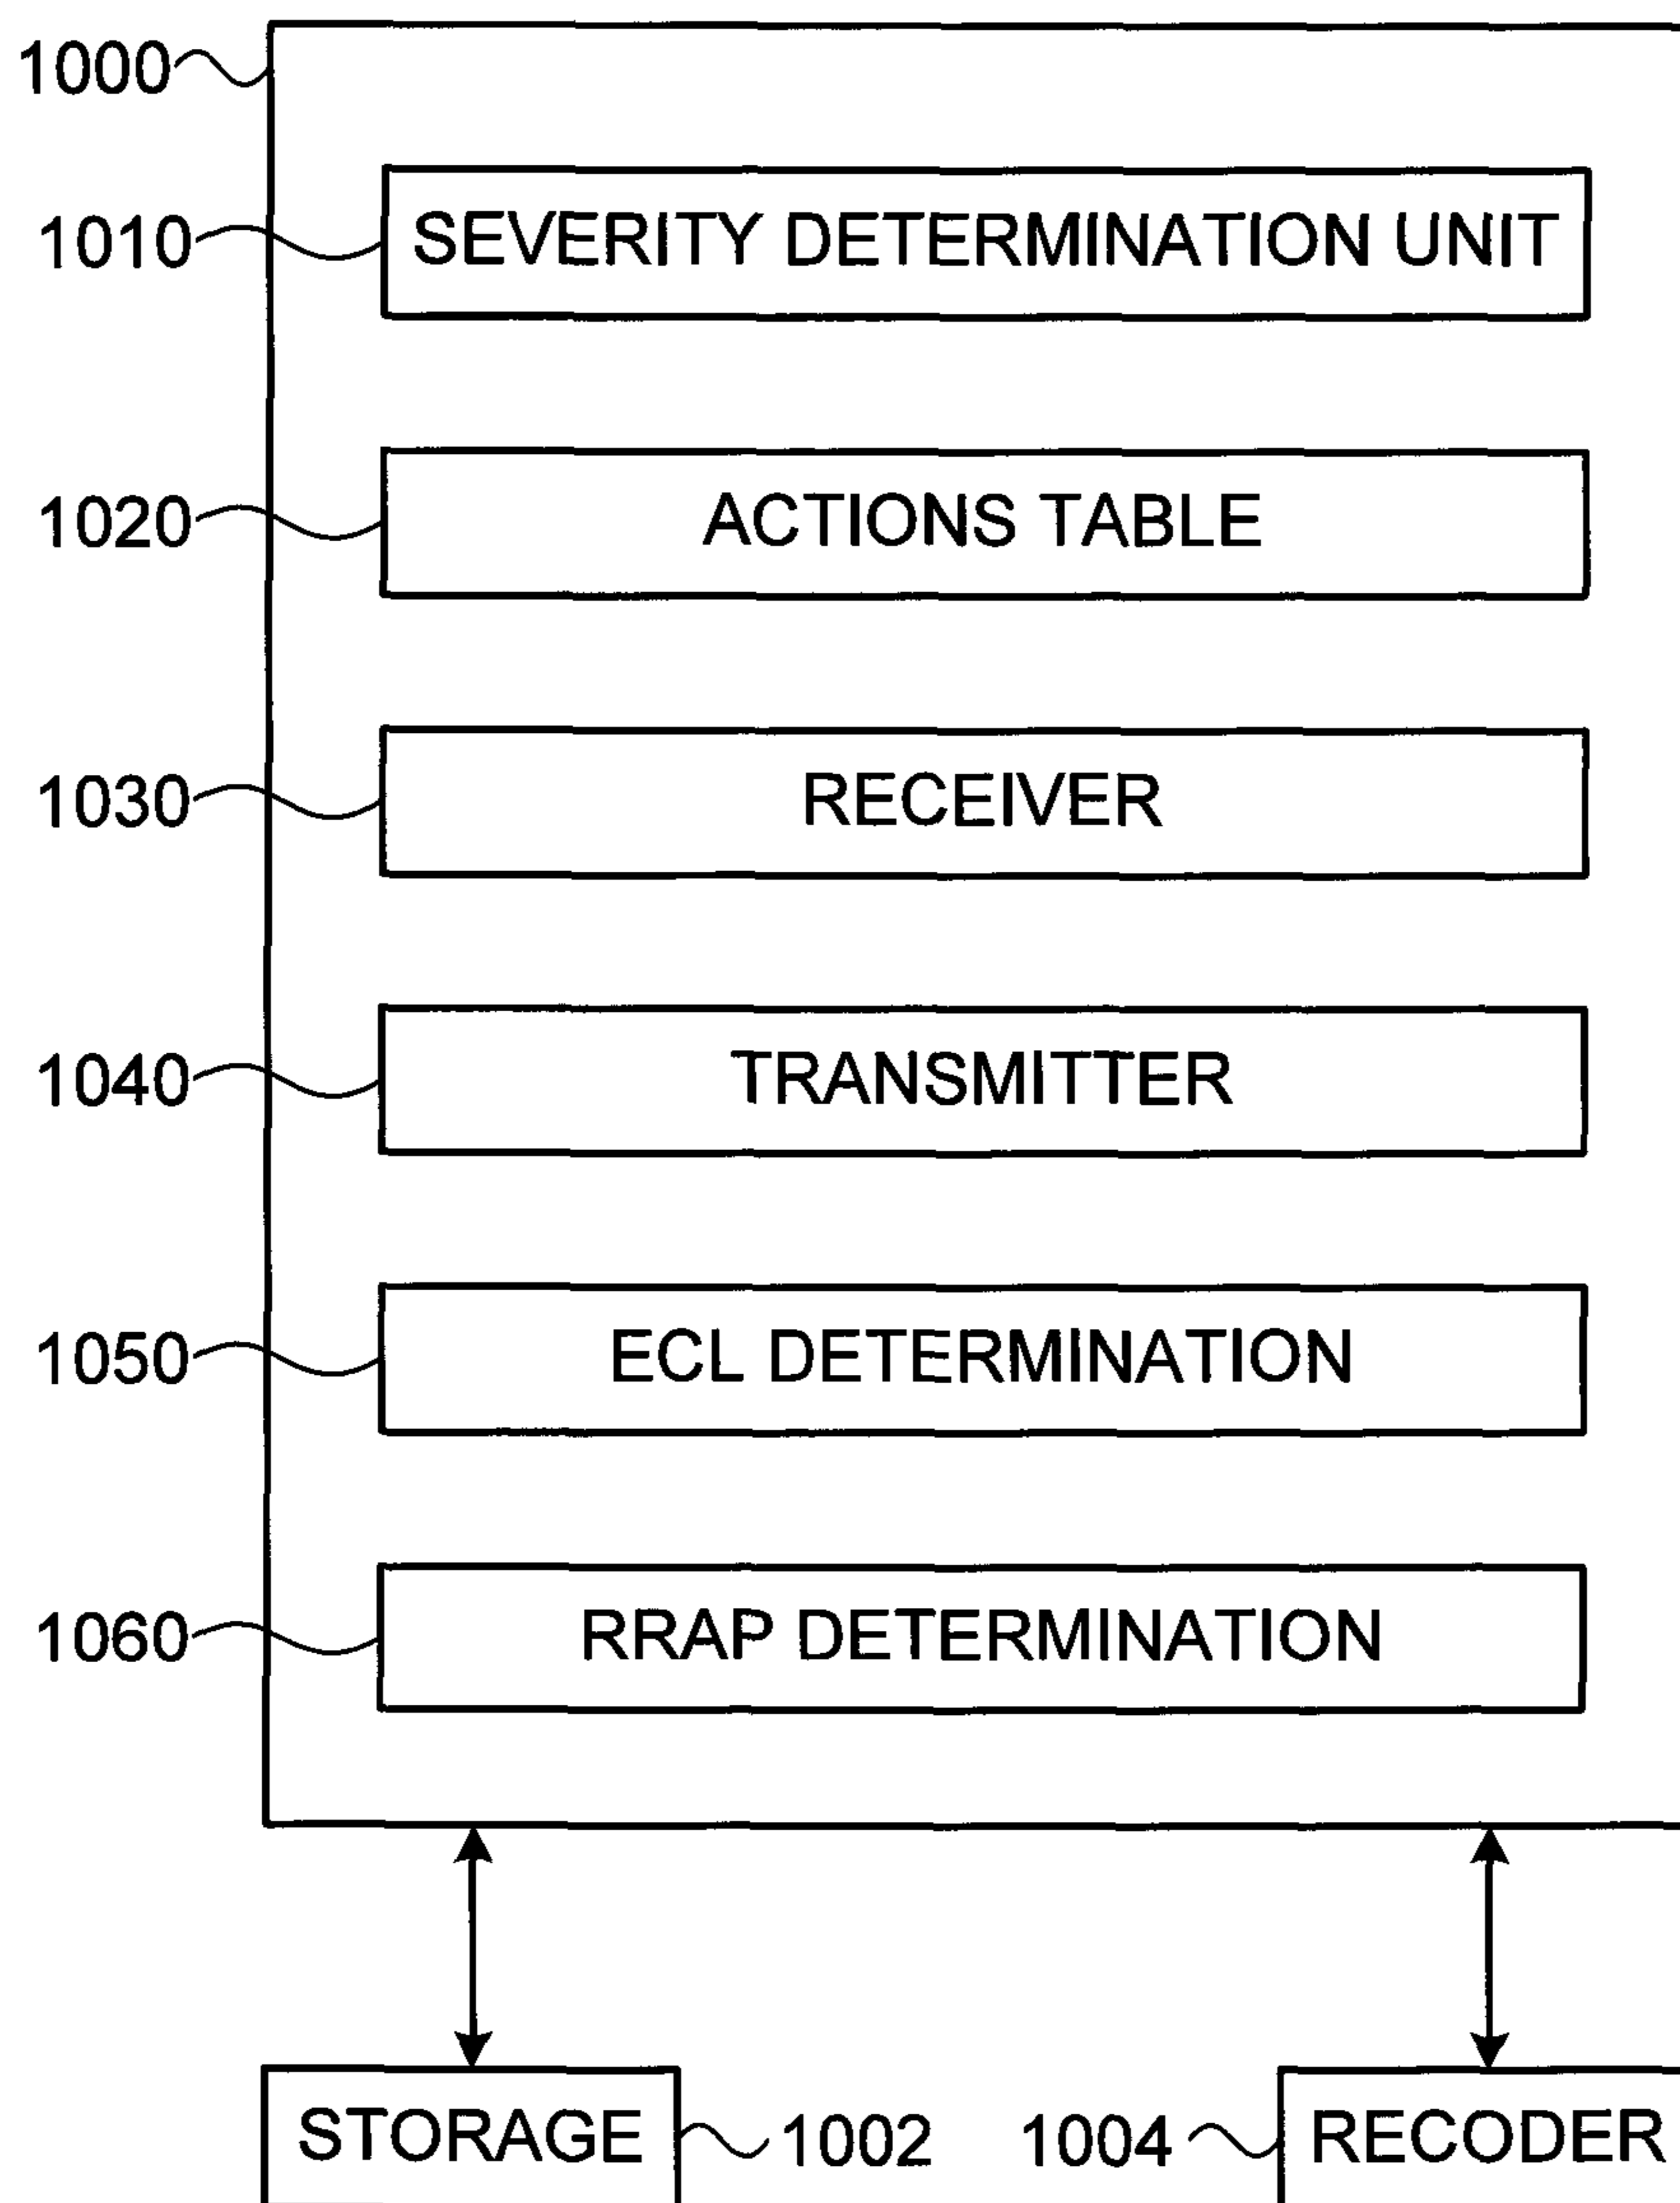 1000
1010 SEVERITY DETERMINATION UNIT
1020 ACTIONS TABLE
1030 RECEIVER
1040 TRANSMITTER
1050 ECL DETERMINATION
1060 RRAP DETERMINATION
STORAGE 1002 1004 RECODER